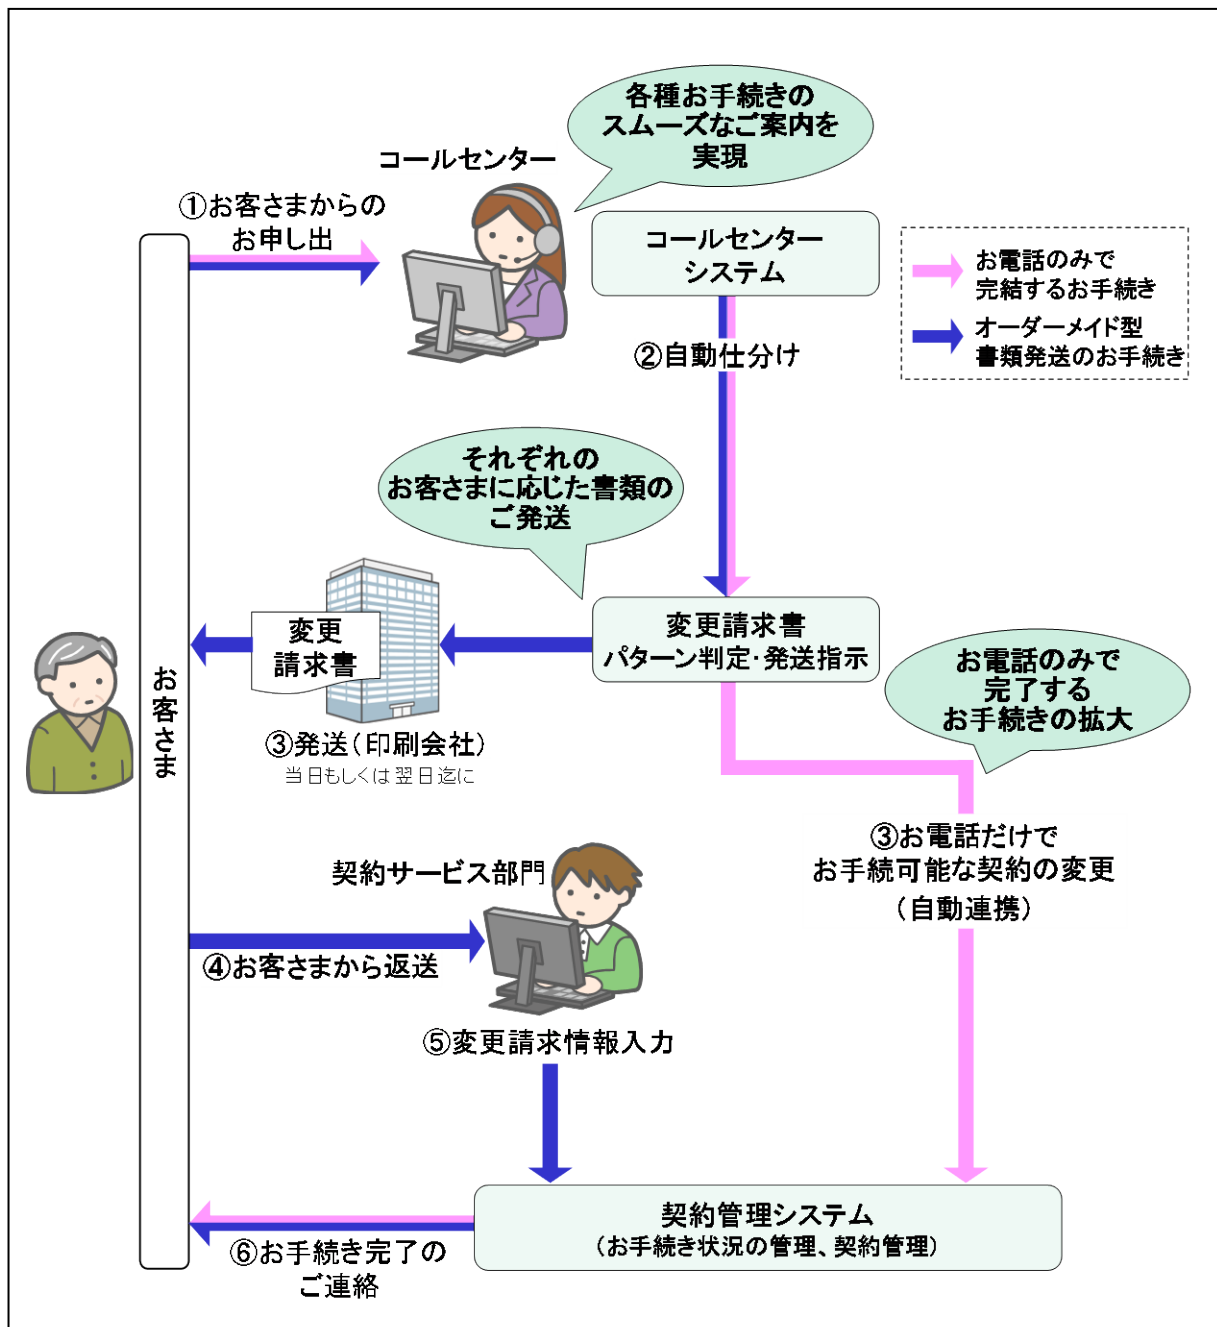 各種お手続きの
スムーズなご案内を
実現
コールセンター
①お客さまからの
お申し出
コールセンター
システム
お電話のみで
完結するお手続き
オーダーメイド型
書類発送のお手続き
②自動仕分け
それぞれの
お客さまに応じた書類の
ご発送
変更
請求書
変更請求書
パターン判定・発送指示
お電話のみで
完了する
お手続きの拡大
お客さま
③発送（印刷会社）
当日もしくは翌日迄に
③お電話だけで
お手続可能な契約の変更
（自動連携）
契約サービス部門
④お客さまから返送
⑤変更請求情報入力
契約管理システム
（お手続き状況の管理、契約管理）
⑥お手続き完了の
ご連絡